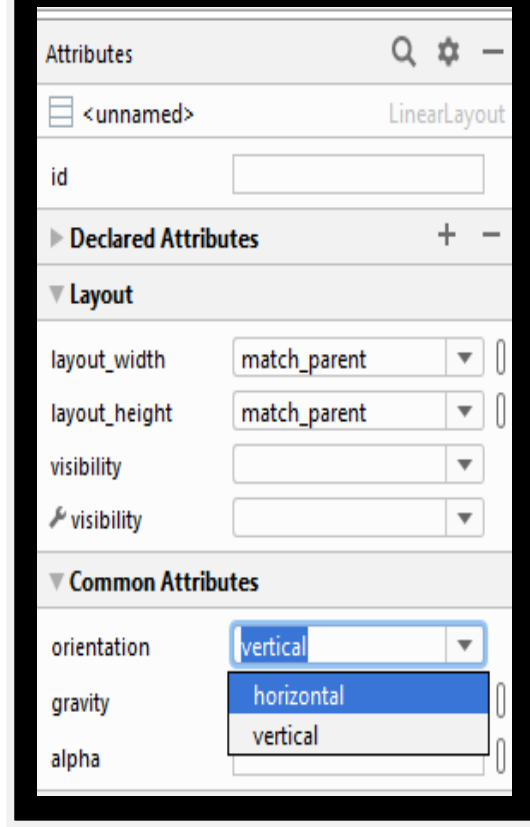 Attributes
<unnamed> LinearLayout
id
Declared Attributes
Layout
layout_width match_parent
layout_height match_parent
visibility
visibility
Common Attributes
orientation vertical
horizontal
gravity
vertical
alpha